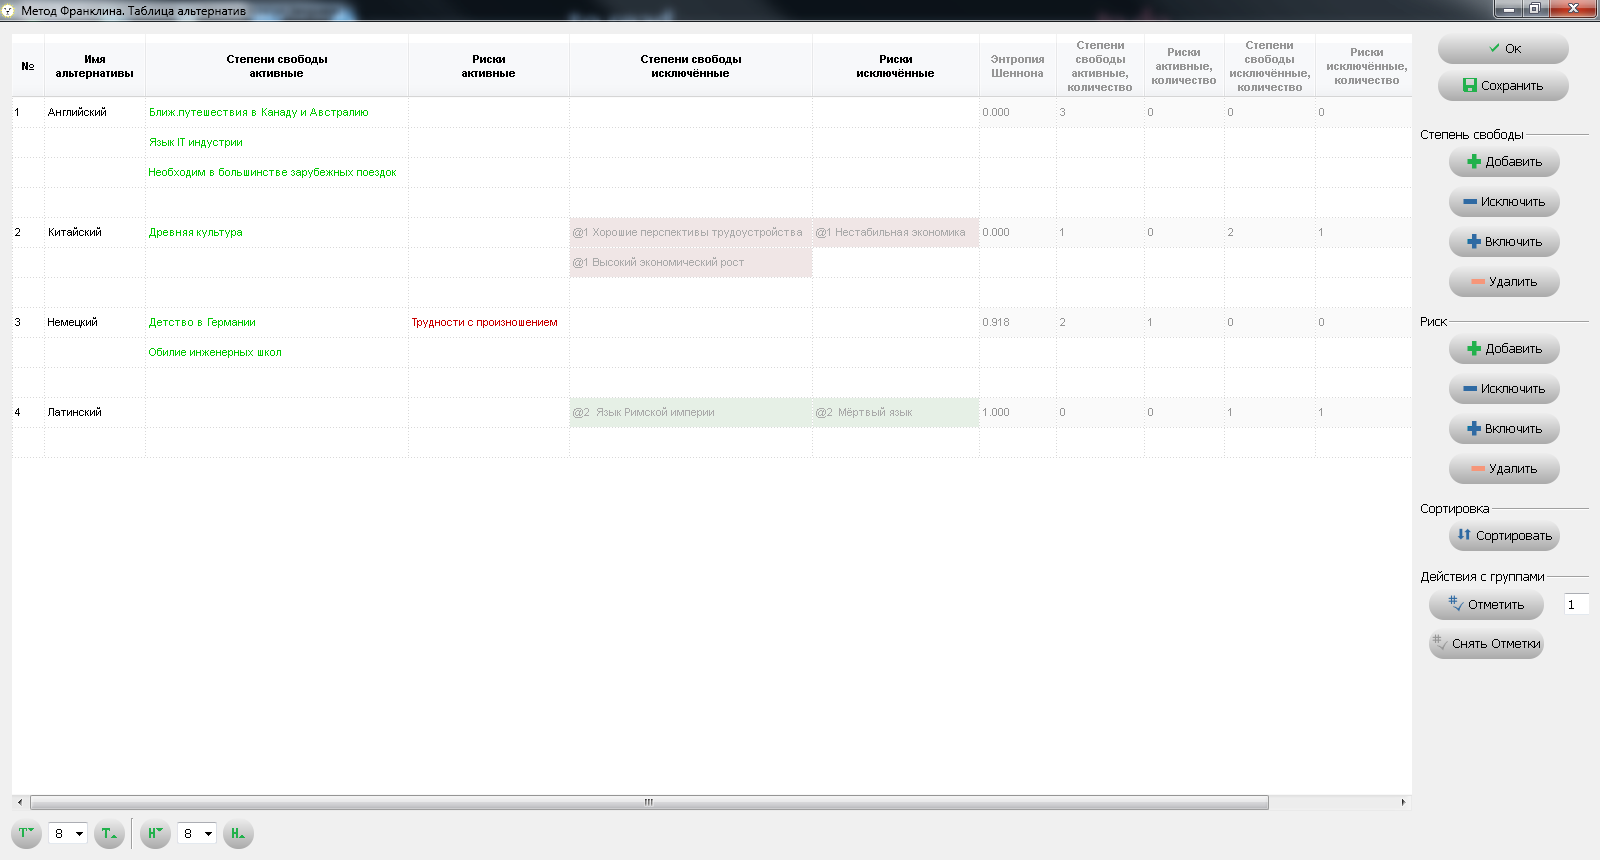 Метод Франклина. Таблица альтернатив
№
Имя
альтернативы
Степени свободы
активные
Риски
активные
Степени свободы
исключённые
Риски
исключённые
Энтропия
Шеннона
Степени
свободы
активные,
количество
Риски
активные,
количество
Степени
свободы
исключённые,
количество
Риски
исключённые,
количество
1 Английский Ближ.путешествия в Канаду и Австралию 0.000 3 0 0 0
Язык IT индустрии
Необходим в большинстве зарубежных поездок
2 Китайский Древняя культура @1 Хорошие перспективы трудоустройства @1 Нестабильная экономика 0.000 1 0 2 1
@1 Высокий экономический рост
3 Немецкий Детство в Германии Трудности с произношением 0.918 2 1 0 0
Обилие инженерных школ
4 Латинский @2 Язык Римской империи @2 Мёртвый язык 1.000 0 0 1 1
Ок
Сохранить
Степень свободы
Добавить
Исключить
Включить
Удалить
Риск
Добавить
Исключить
Включить
Удалить
Сортировка
Сортировать
Действия с группами
Отметить 1
Снять Отметки
T 8 T H 8 H